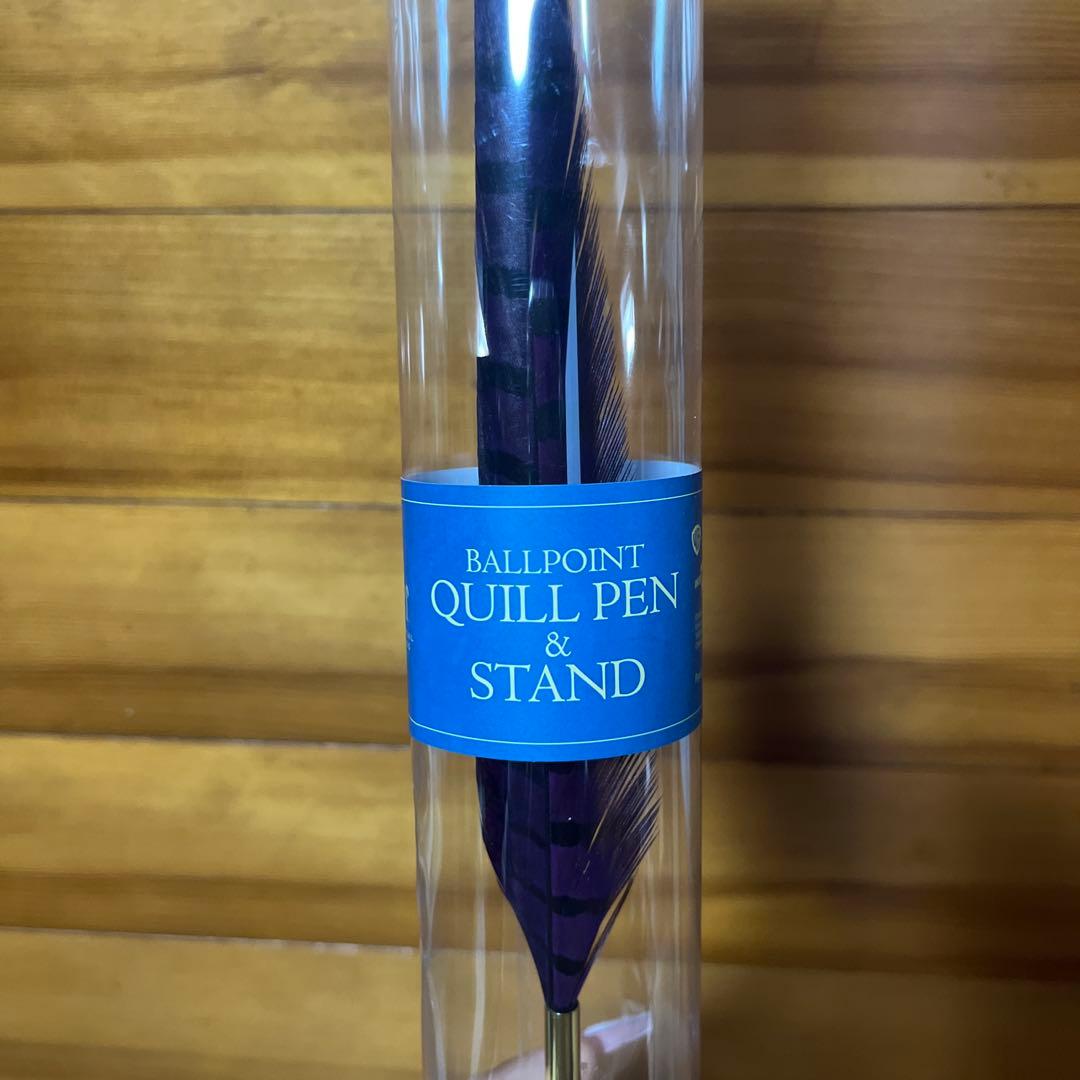 BALLPOINT
QUILL PEN
&
STAND